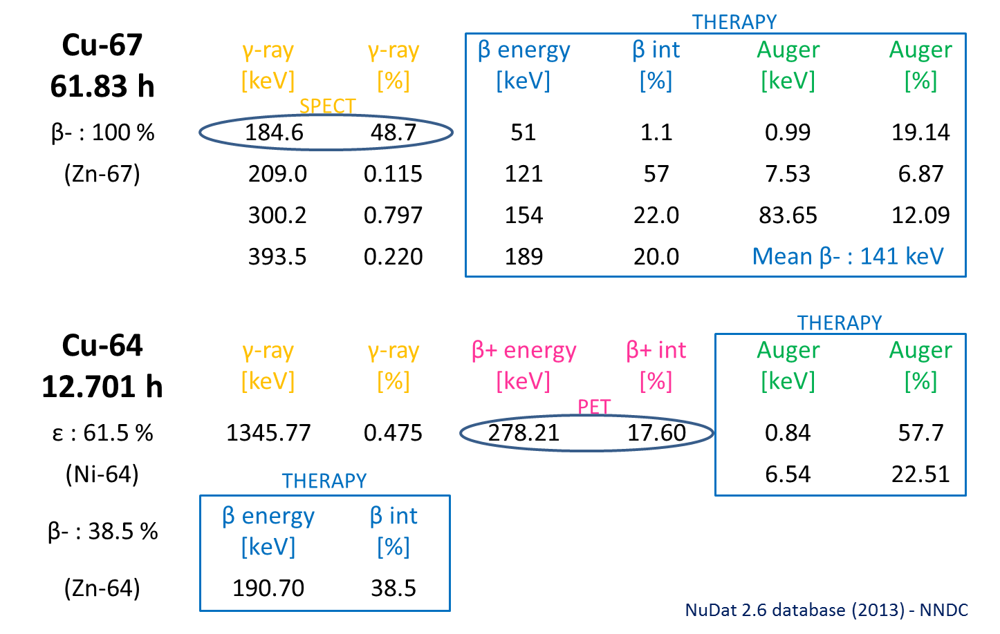 THERAPY
Cu-67
61.83 h
γ-ray [keV] γ-ray [%] β energy [keV] β int [%] Auger [keV] Auger [%]
SPECT
β- : 100 % 184.6 48.7 51 1.1 0.99 19.14
(Zn-67) 209.0 0.115 121 57 7.53 6.87
300.2 0.797 154 22.0 83.65 12.09
393.5 0.220 189 20.0 Mean β- : 141 keV
THERAPY
Cu-64
12.701 h
γ-ray [keV] γ-ray [%] β+ energy [keV] β+ int [%] Auger [keV] Auger [%]
PET
ε : 61.5 % 1345.77 0.475 278.21 17.60 0.84 57.7
(Ni-64) 6.54 22.51
THERAPY
β energy [keV] β int [%]
β- : 38.5 %
(Zn-64) 190.70 38.5
NuDat 2.6 database (2013) - NNDC